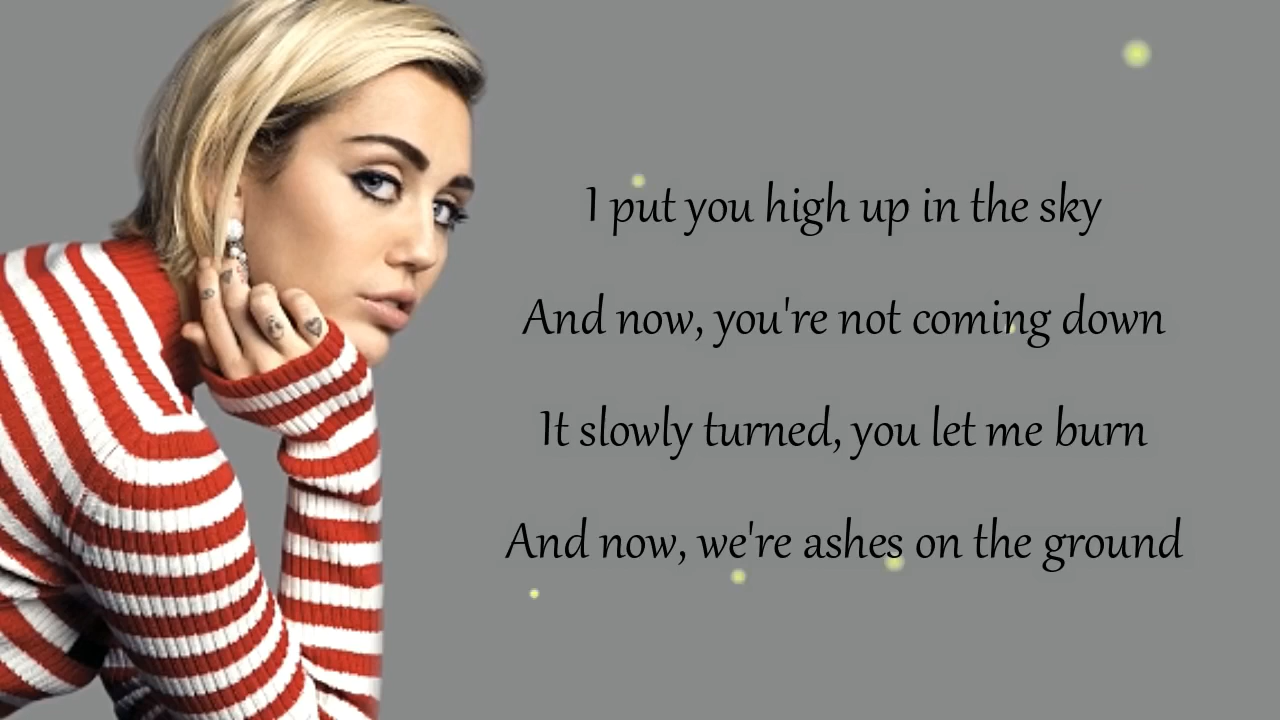 I put you high up in the sky
And now, you're not coming down
It slowly turned, you let me burn
And now, we're ashes on the ground